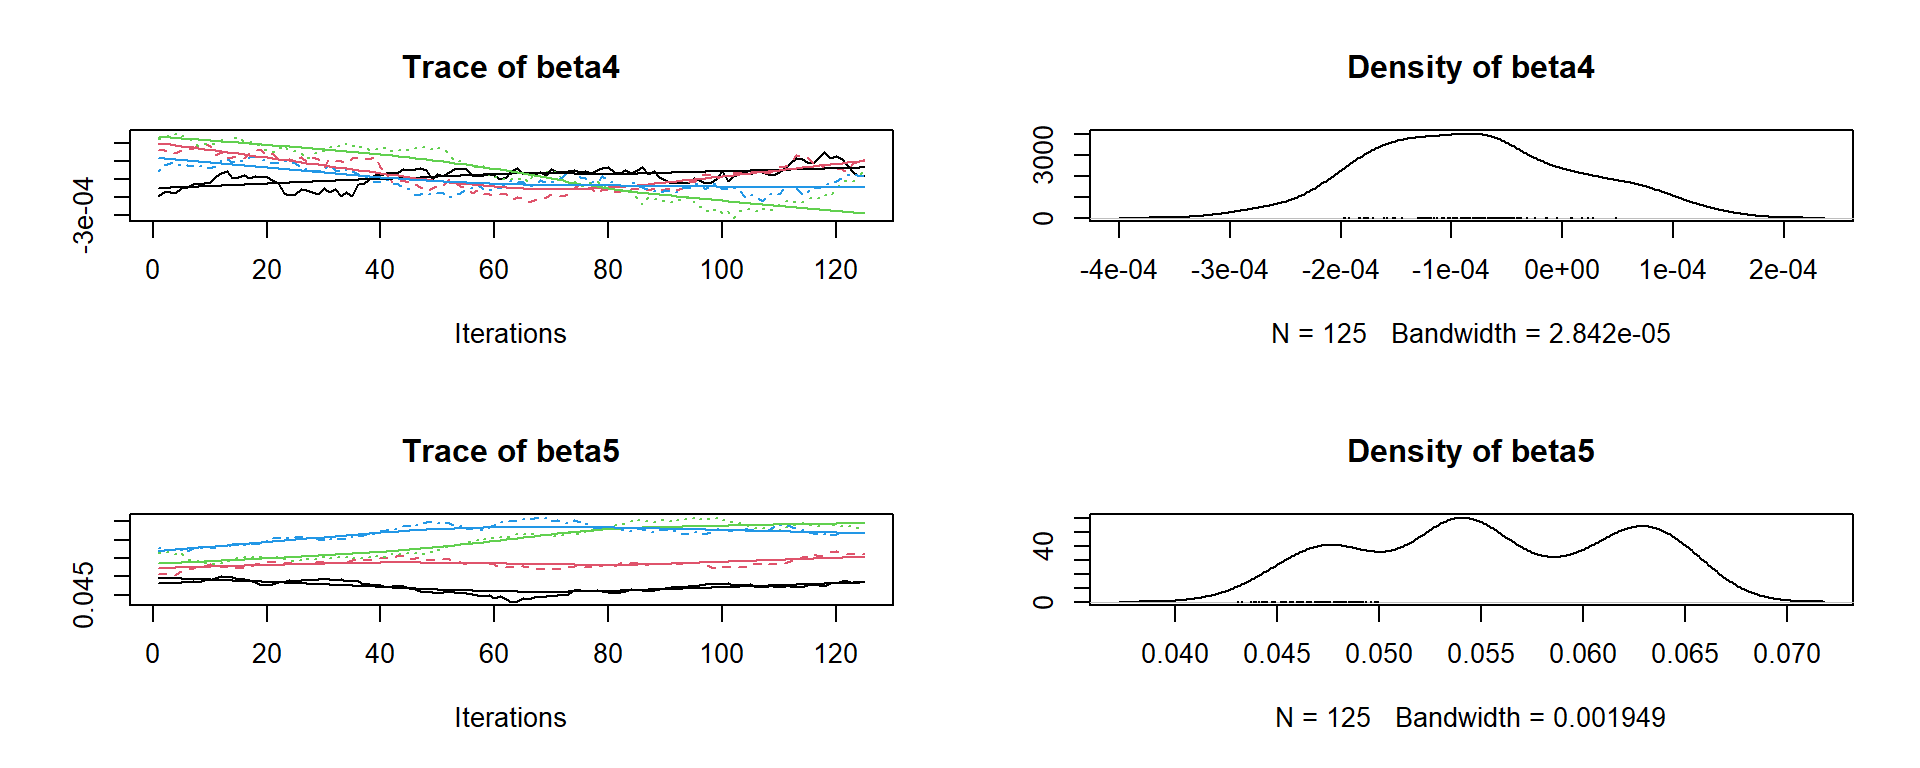 Trace of beta4
-3e-04
0 20 40 60 80 100 120
Iterations
Density of beta4
0 3000
-4e-04 -3e-04 -2e-04 -1e-04 0e+00 1e-04 2e-04
N = 125 Bandwidth = 2.842e-05
Trace of beta5
0.045
0 20 40 60 80 100 120
Iterations
Density of beta5
0 40
0.040 0.045 0.050 0.055 0.060 0.065 0.070
N = 125 Bandwidth = 0.001949